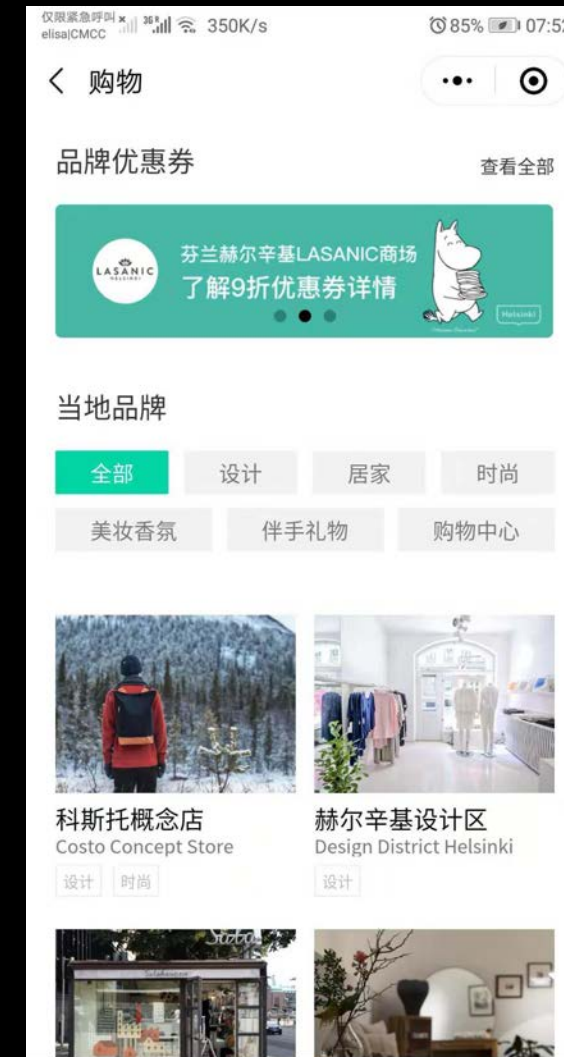 仅限紧急呼叫
elisa|CMCC
36
350K/s
85%
07:52
购物
品牌优惠券
查看全部
LASANIC
HELSINKI
芬兰赫尔辛基LASANIC商场
了解9折优惠券详情
Helsinki
当地品牌
全部
设计
居家
时尚
美妆香氛
伴手礼物
购物中心
科斯托概念店
Costo Concept Store
设计
时尚
赫尔辛基设计区
Design District Helsinki
设计